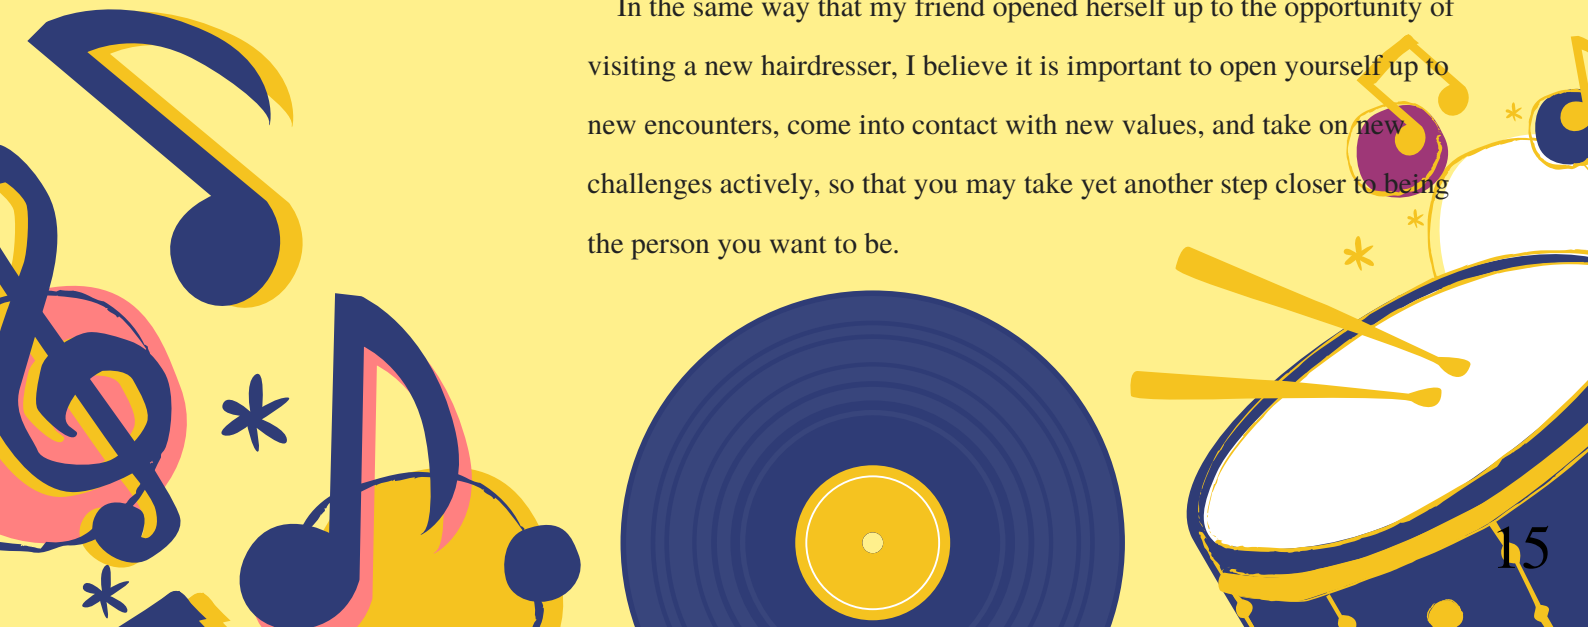 In the same way that my friend opened herself up to the opportunity of
visiting a new hairdresser, I believe it is important to open yourself up to
new encounters, come into contact with new values, and take on new
challenges actively, so that you may take yet another step closer to being
the person you want to be.
15